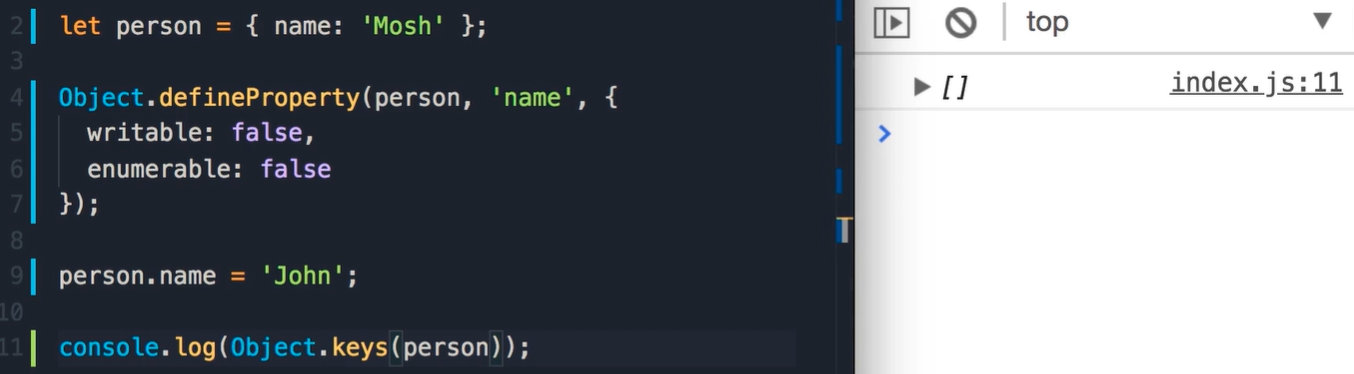 2 let person = { name: 'Mosh' };
3
4 Object.defineProperty(person, 'name', {
5 writable: false,
6 enumerable: false
7 });
8
9 person.name = 'John';
10
11 console.log(Object.keys(person));
top
[] index.js:11